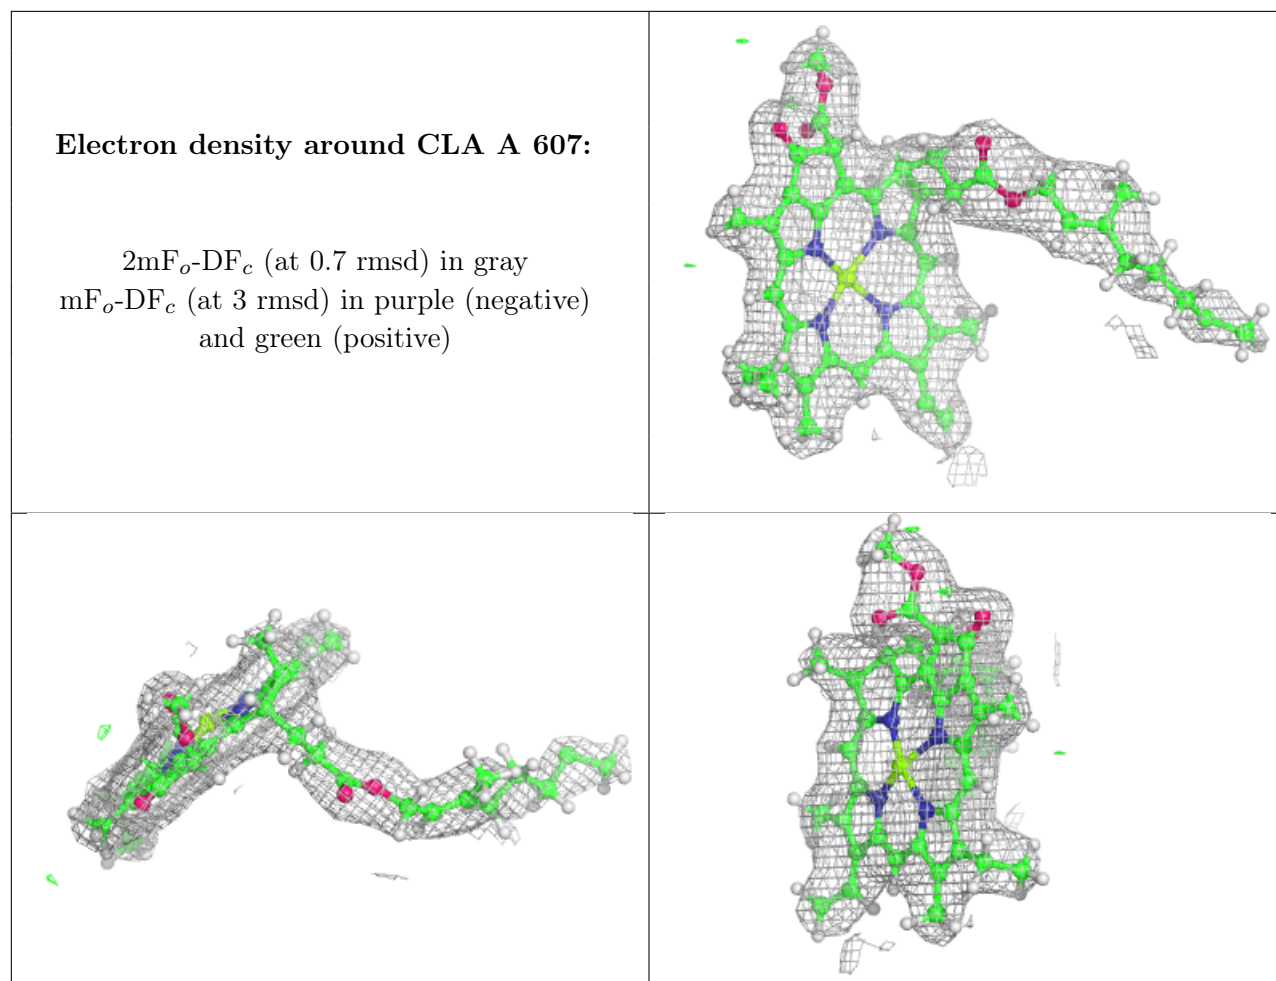 Electron density around CLA A 607:
2mFₒ-DF𝒸 (at 0.7 rmsd) in gray
mFₒ-DF𝒸 (at 3 rmsd) in purple (negative)
and green (positive)